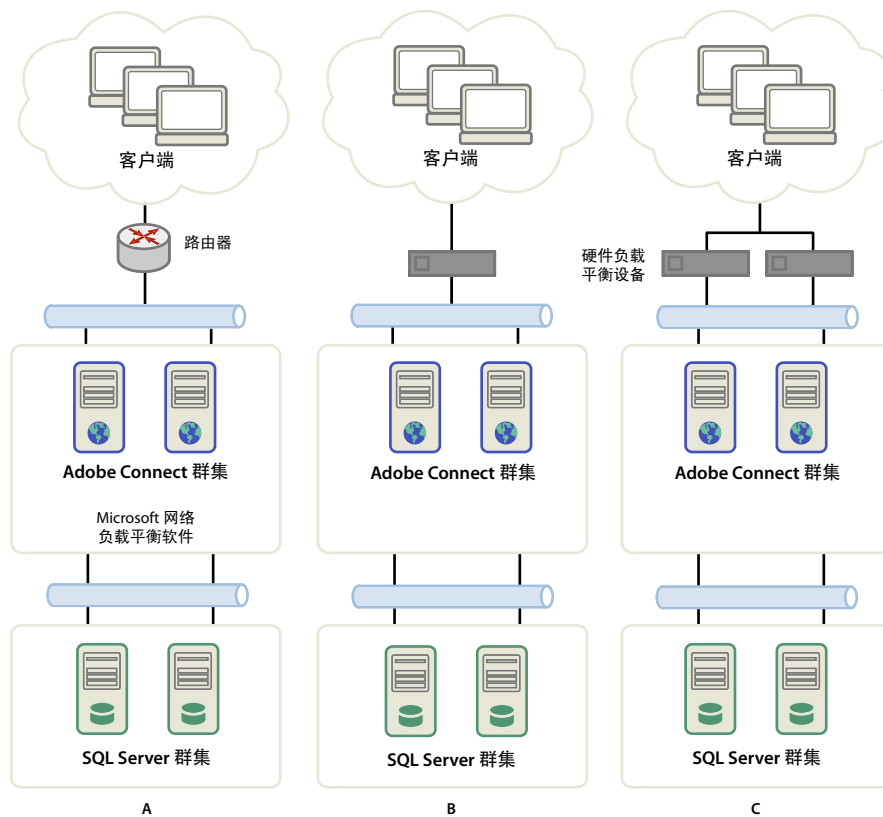 客户端
客户端
客户端
路由器
硬件负载
平衡设备
Adobe Connect 群集
Adobe Connect 群集
Adobe Connect 群集
Microsoft 网络
负载平衡软件
SQL Server 群集
SQL Server 群集
SQL Server 群集
A
B
C